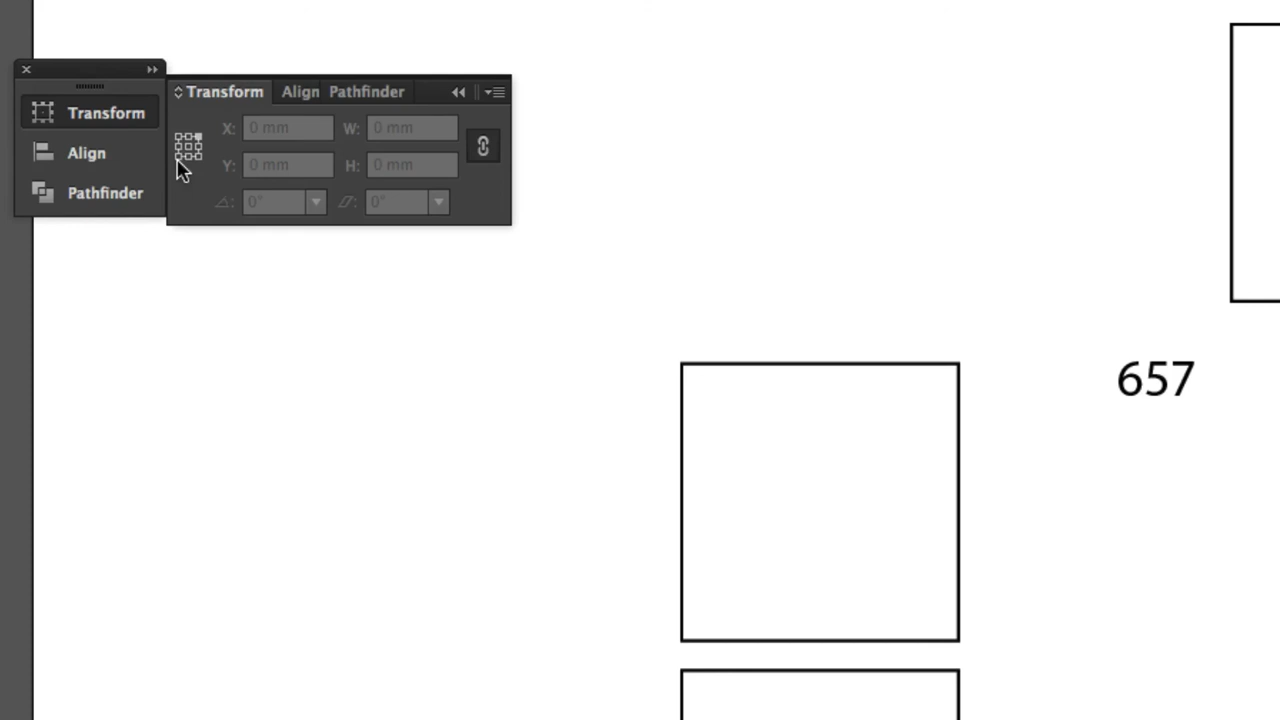 Transform Align Pathfinder
Transform
X: 0 mm W: 0 mm
Align
Y: 0 mm H: 0 mm
Pathfinder
0° 0°
657